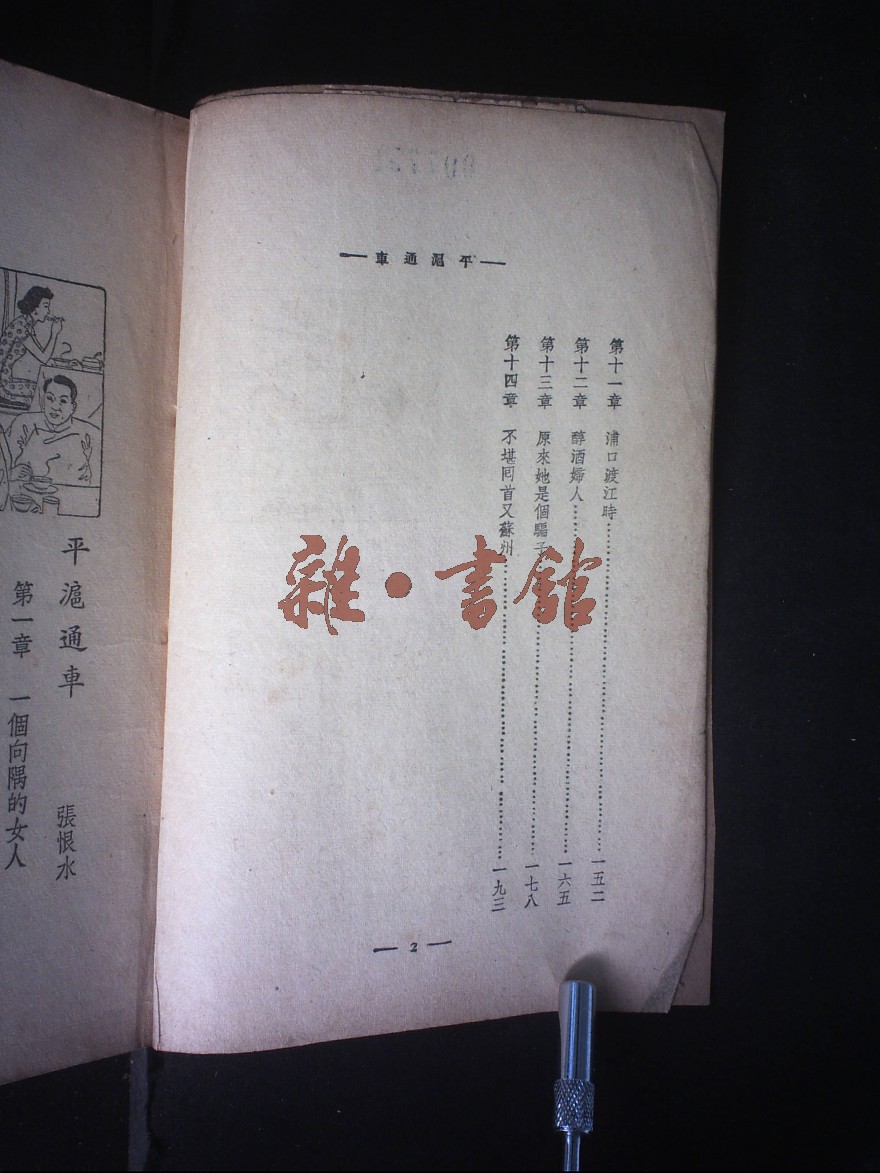 平滬通車
第十一章 浦口渡江時 一五二
第十二章 醇酒婦人 一六五
第十三章 原來她是個騙子 一七八
第十四章 不堪囘首又蘇州 一九三
2
平滬通車
張恨水
第一章 一個向隅的女人
雜·書館